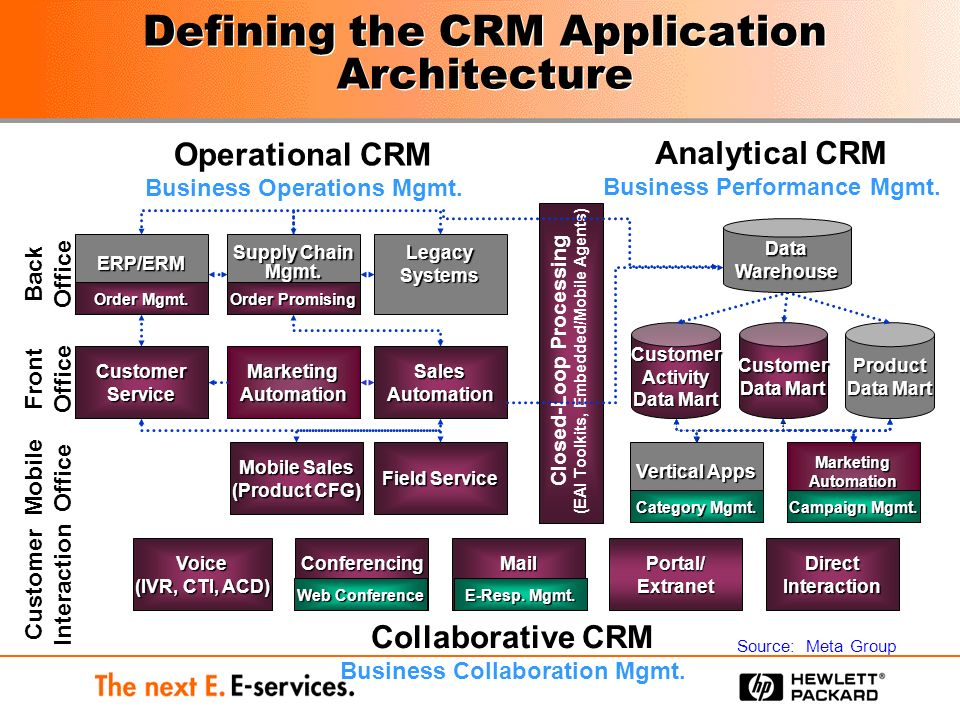 Defining the CRM Application
Architecture
Operational CRM
Business Operations Mgmt.
Analytical CRM
Business Performance Mgmt.
Back
Office
ERP/ERM
Order Mgmt.
Supply Chain
Mgmt.
Order Promising
Legacy
Systems
Closed-Loop Processing
(EAI Toolkits, Embedded/Mobile Agents)
Data
Warehouse
Front
Office
Customer
Service
Marketing
Automation
Sales
Automation
Customer
Activity
Data Mart
Customer
Data Mart
Product
Data Mart
Mobile
Office
Mobile Sales
(Product CFG)
Field Service
Vertical Apps
Category Mgmt.
Marketing
Automation
Campaign Mgmt.
Customer
Interaction
Voice
(IVR, CTI, ACD)
Conferencing
Web Conference
Mail
E-Resp. Mgmt.
Portal/
Extranet
Direct
Interaction
Collaborative CRM
Business Collaboration Mgmt.
Source: Meta Group
The next E. E-services.
hp HEWLETT®
PACKARD